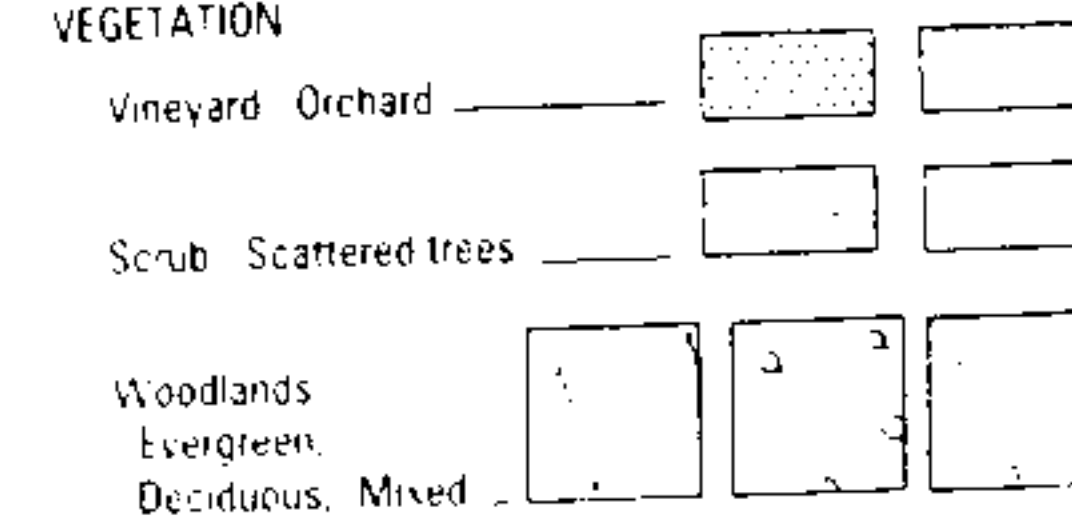 VEGETATION
Vineyard Orchard
Scrub Scattered trees
Woodlands
Evergreen,
Deciduous, Mixed